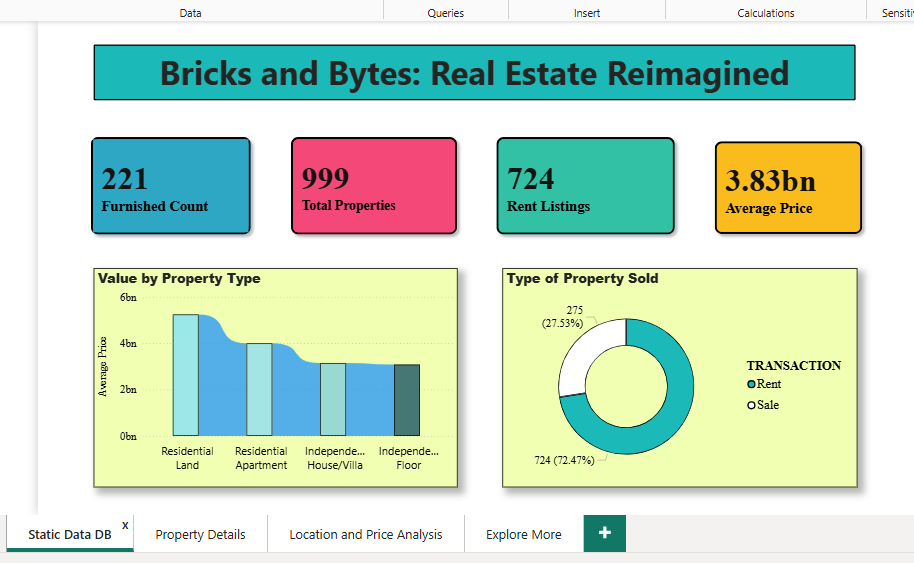 Data
Queries
Insert
Calculations
Sensiti
Bricks and Bytes: Real Estate Reimagined
221
Furnished Count
999
Total Properties
724
Rent Listings
3.83bn
Average Price
Value by Property Type
6bn
4bn
2bn
0bn
Average Price
Residential
Land
Residential
Apartment
Independe...
House/Villa
Independe...
Floor
Type of Property Sold
275
(27.53%)
724 (72.47%)
TRANSACTION
Rent
Sale
Static Data DB
x
Property Details
Location and Price Analysis
Explore More
+